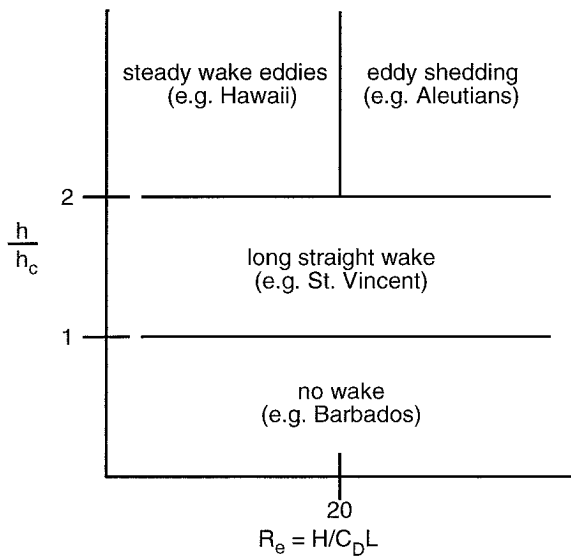 steady wake eddies
(e.g. Hawaii)
eddy shedding
(e.g. Aleutians)
2
h
h_c
long straight wake
(e.g. St. Vincent)
1
no wake
(e.g. Barbados)
20
R_e = H/C_DL